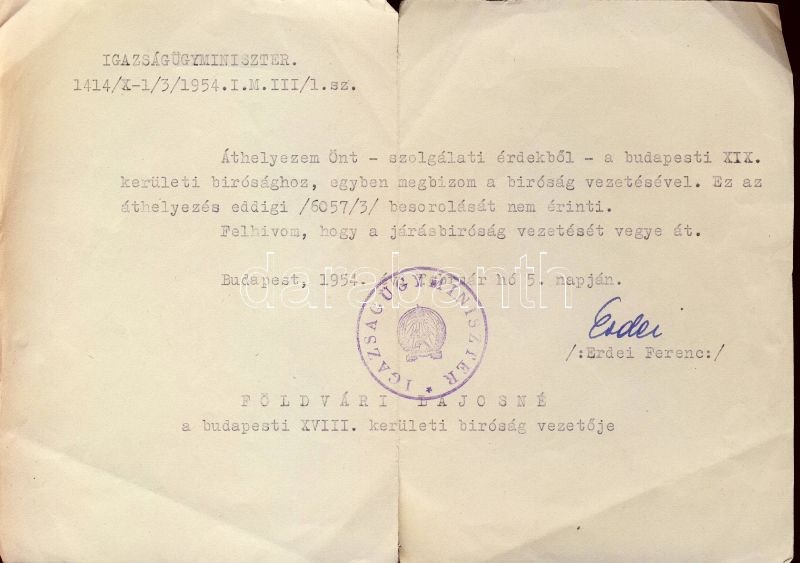 IGAZSÁGÜGYMINISZTER.
1414/X-1/3/1954.I.M.III/1.sz.
Áthelyezem Önt - szolgálati érdekből - a budapesti XIX.
kerületi birósághoz, egyben megbizom a biróság vezetésével. Ez az
áthelyezés eddigi /6057/3/ besorolását nem érinti.
Felhivom, hogy a járásbiróság vezetését vegye át.
Budapest, 1954. február hó 5. napján.
darabanth
IGAZSÁGÜGYMINISZTER *
Erdei
/:Erdei Ferenc:/
FÖLDVÁRI LAJOSNÉ
a budapesti XVIII. kerületi biróság vezetője